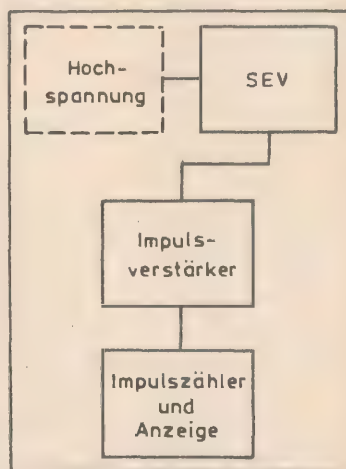 Hoch-
spannung
SEV
Impuls-
verstärker
Impulszähler
und
Anzeige